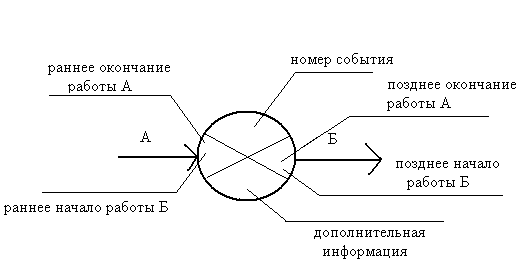 номер события
раннее окончание
работы А
позднее окончание
работы А
А
Б
позднее начало
работы Б
раннее начало работы Б
дополнительная
информация